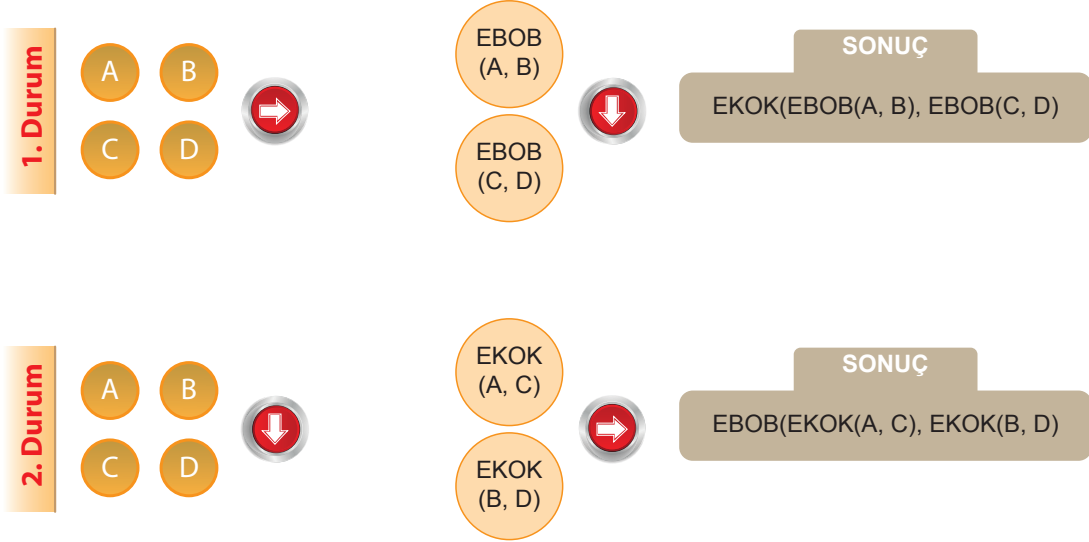 1. Durum
A
B
C
D
EBOB
(A, B)
EBOB
(C, D)
SONUÇ
EKOK(EBOB(A, B), EBOB(C, D)
2. Durum
A
B
C
D
EKOK
(A, C)
EKOK
(B, D)
SONUÇ
EBOB(EKOK(A, C), EKOK(B, D)